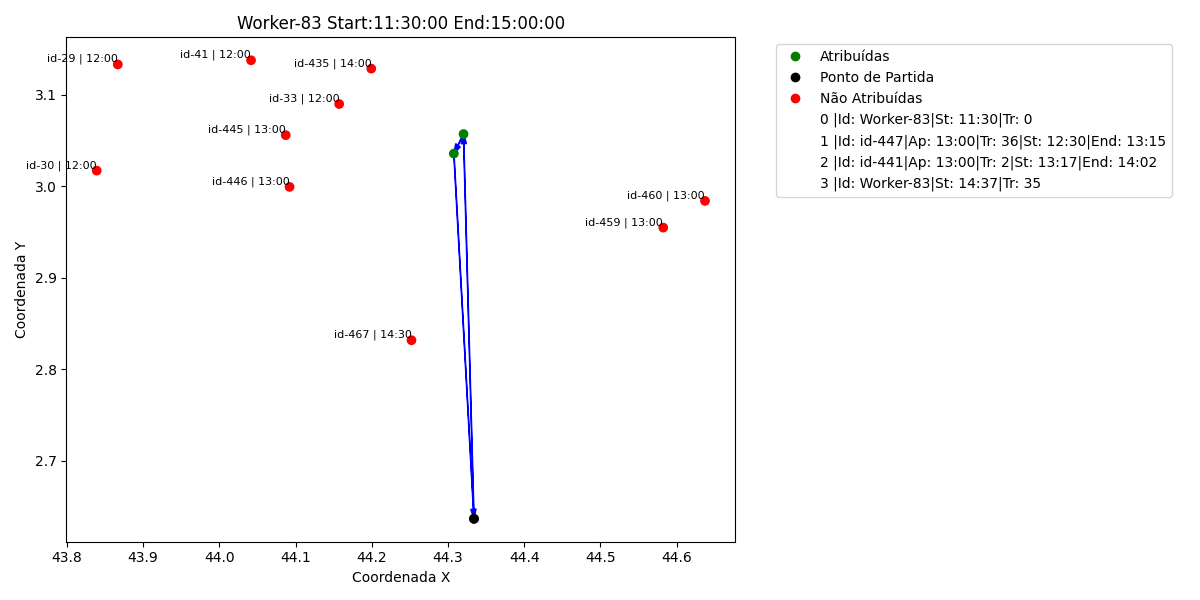 Worker-83 Start:11:30:00 End:15:00:00
id-29 | 12:00
id-41 | 12:00
id-435 | 14:00
id-33 | 12:00
id-445 | 13:00
id-30 | 12:00
id-446 | 13:00
id-460 | 13:00
id-459 | 13:00
id-467 | 14:30
Coordenada Y
3.1
3.0
2.9
2.8
2.7
43.8 43.9 44.0 44.1 44.2 44.3 44.4 44.5 44.6
Coordenada X
Atribuídas
Ponto de Partida
Não Atribuídas
0 |Id: Worker-83|St: 11:30|Tr: 0
1 |Id: id-447|Ap: 13:00|Tr: 36|St: 12:30|End: 13:15
2 |Id: id-441|Ap: 13:00|Tr: 2|St: 13:17|End: 14:02
3 |Id: Worker-83|St: 14:37|Tr: 35